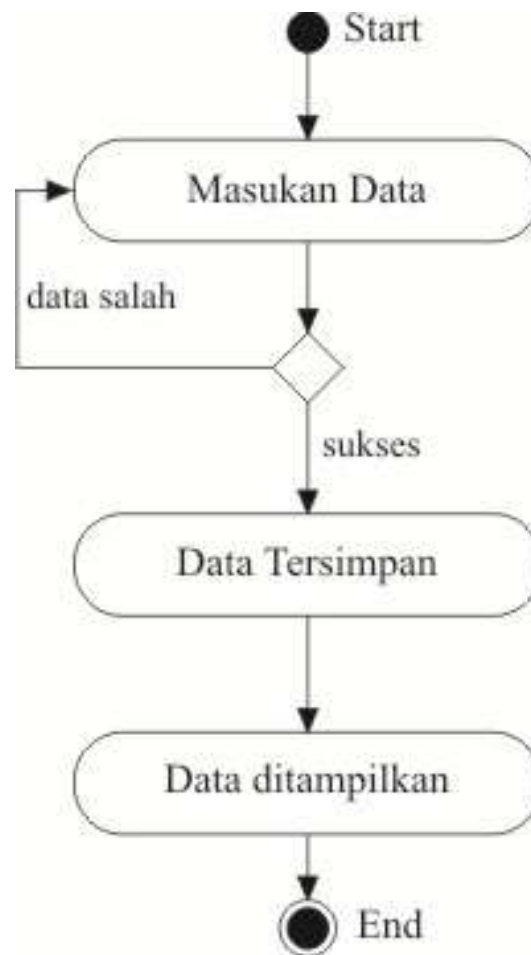 Start
Masukan Data
data salah
sukses
Data Tersimpan
Data ditampilkan
End